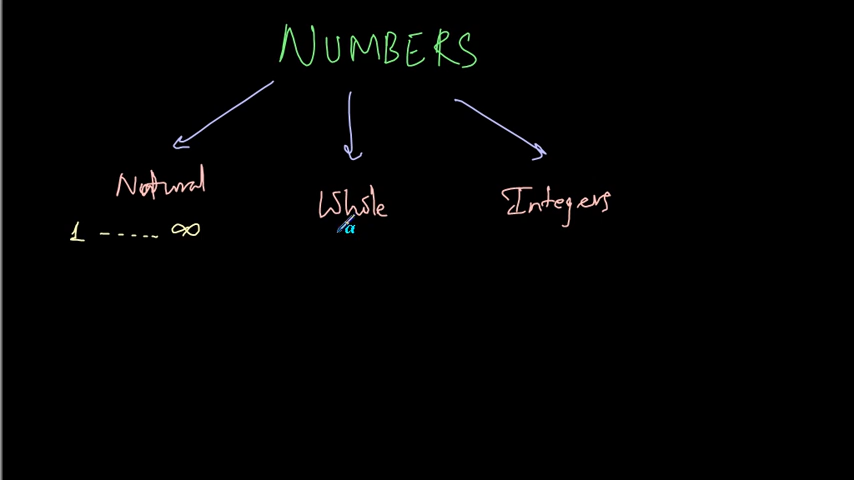 NUMBERS
Natural
Whole
Integers
1 ----- ∞